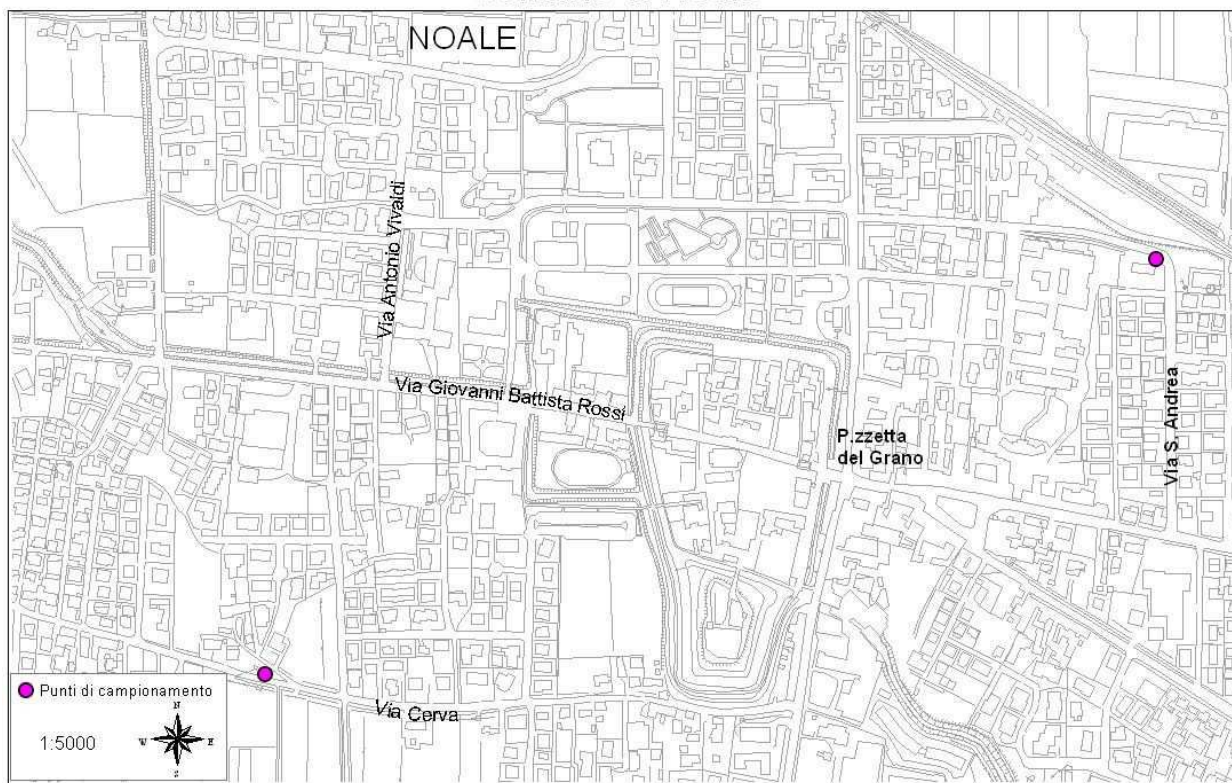 NOALE
Via Antonio Vivaldi
Via Giovanni Battista Rossi
P.zzetta
del Grano
Via S. Andrea
Via Cerva
Punti di campionamento
1:5000
N
W
E
S